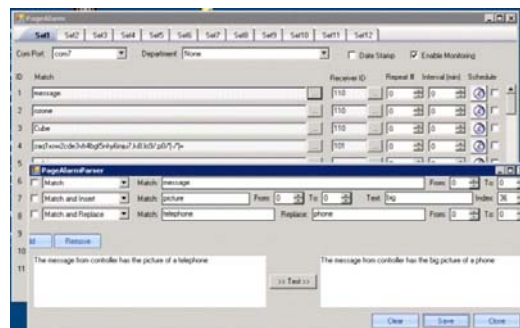 PageAlarm
Set1 Set2 Set3 Set4 Set5 Set6 Set7 Set8 Set9 Set10 Set11 Set12
Com Port com7 Department None Date Stamp Enable Monitoring
ID Match Receiver ID Repeat # Interval (min) Schedule
1 message ... 110 ... 0 0
2 ozone ... 110 ... 0 0
3 Cube ... 110 ... 0 0
4 ... 101 ... 0 0
5
PageAlarmParser
6 Match Match: message From: 0 To: 0
7 Match and Insert Match: picture From: 0 To: 0 Text: big Index: 36
8 Match and Replace Match: telephone Replace: phone From: 0 To: 0
9
Remove
10
11 The message from controller has the picture of a telephone >> Test >> The message from controller has the big picture of a phone
Clear Save Close